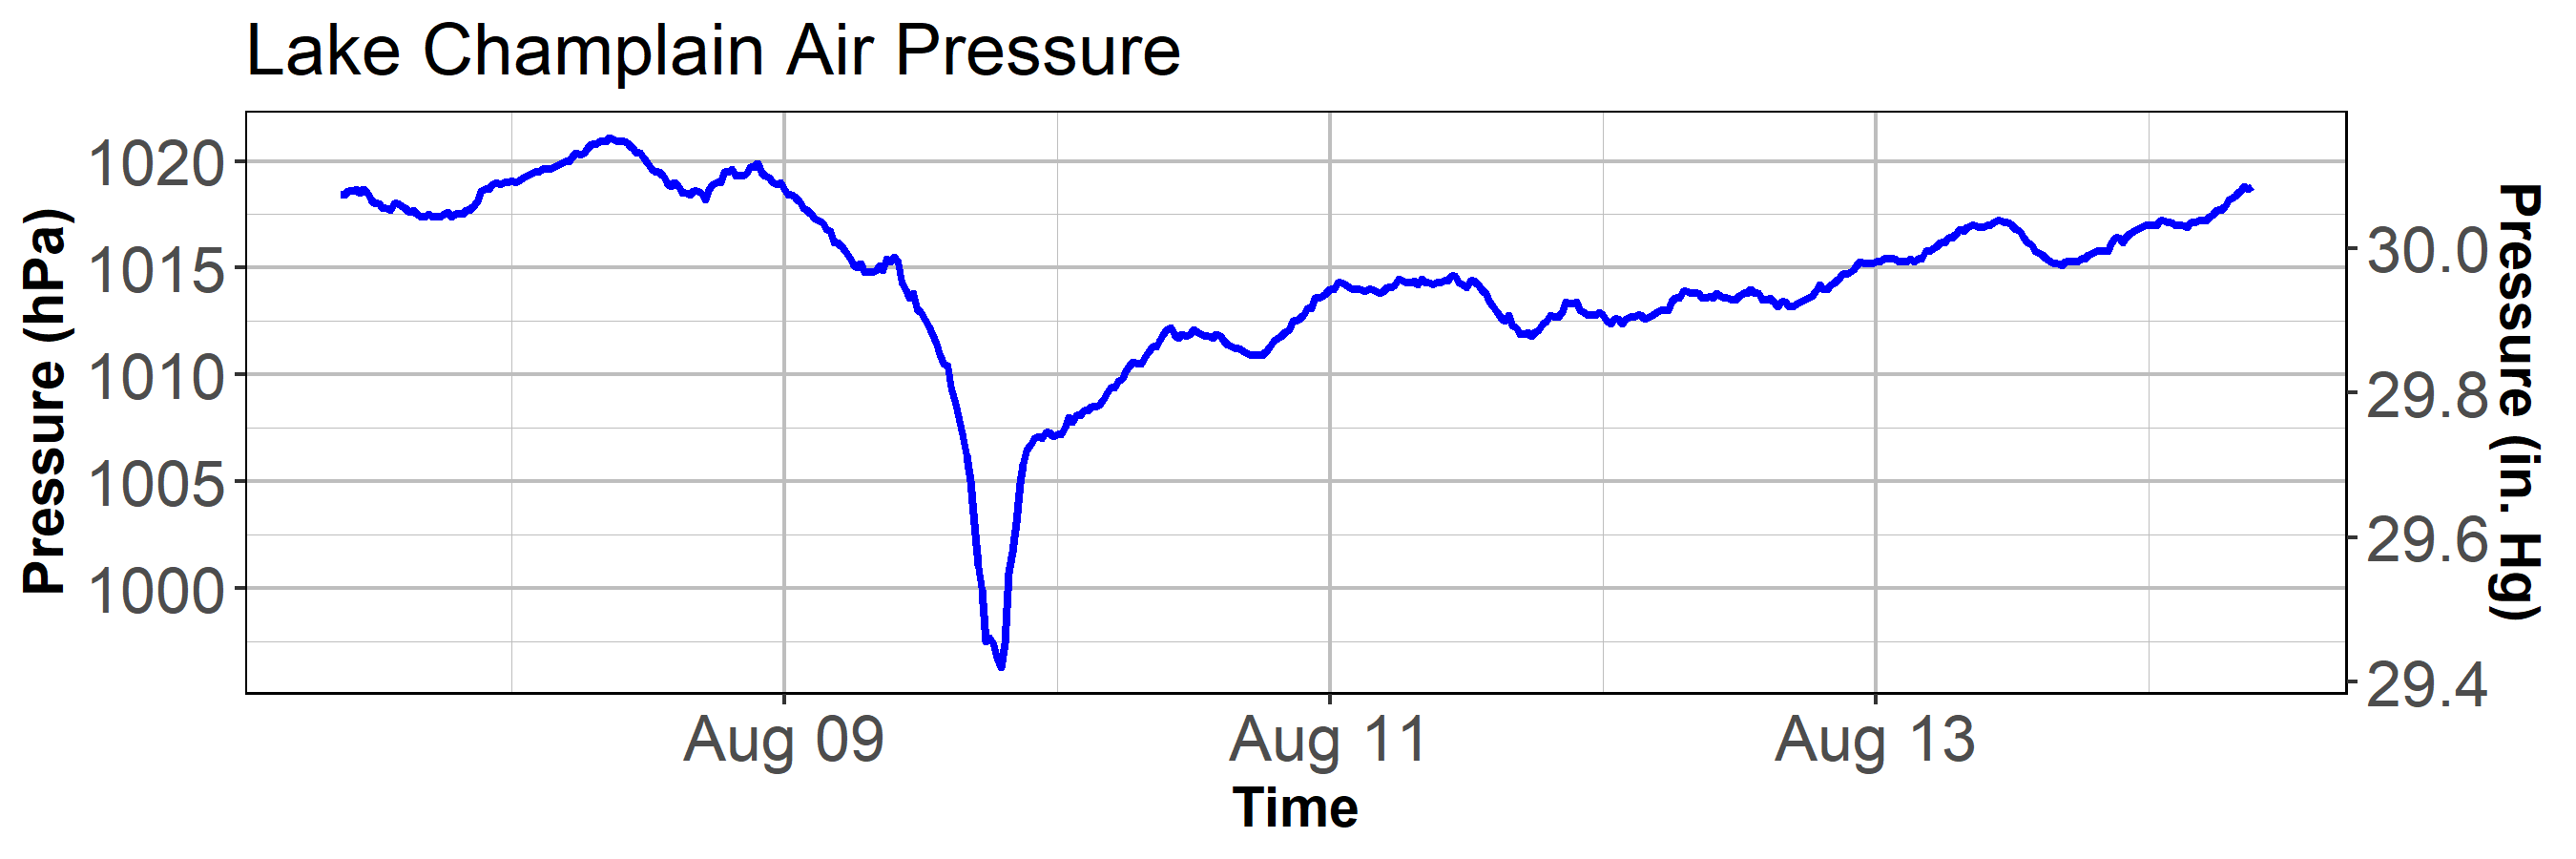 Lake Champlain Air Pressure
Pressure (hPa)
1020
1015
1010
1005
1000
30.0
29.8
29.6
29.4
Pressure (in. Hg)
Aug 09
Aug 11
Aug 13
Time